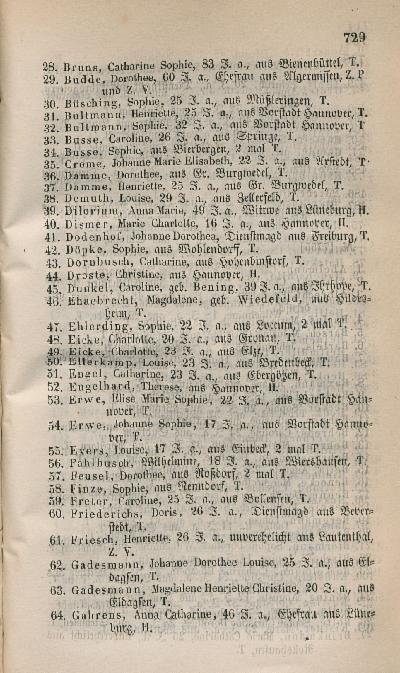 729
28. Bruns, Catharine Sophie, 83 J. a., aus Bienenbüttel, T.
29. Budde, Dorothee, 60 J. a., Ehefrau aus Algermissen, Z. P
und Z. V.
30. Büsching, Sophie, 25 J. a., aus Müßleringen, T.
31. Bultmann, Henriette, 25 J. a., aus Vorstadt Hannover, T
32. Bultmann, Sophie, 32 J. a., aus Vorstadt Hannover, T
33. Busse, Caroline, 26 J. a., aus Springe, T.
34. Busse, Sophie, aus Bierbergen, 2 mal T.
35. Creme, Johanne Marie Elisabeth, 22 J. a., aus T.
36. Damme, Dorothee, aus Gr. Burgwedel, T.
37. Damme, Henriette, 25 J. a., aus Gr. Burgwedel, T.
38. Demuth, Louise, 29 J. a., aus Zellerfeld, T.
39. Dilorium, Anna Marie, 49 J. a., Witwe aus Lüneburg, H.
40. Dismer, Marie Charlotte, 16 J. a., aus Hannover, H.
41. Dodenhof, Johanne Dorothea, Dienstmagd aus Freiburg, T.
42. Döpke, Sophie, aus Wohlendorf, T.
43. Dornbusch, Catharine, aus Hohenbustorf, T.
44. Droste, Christine, aus Hannover, H.
45. Dunkel, Caroline, geb. Bening, 39 J. a., aus Ihrhove, T.
46. Ehaebrecht, Magdalene, geb. Wiedefeld, aus Hildes-
heim, T.
47. Ehlerding, Sophie, 22 J. a., aus Loccum, 2 mal T.
48. Eicke, Charlotte, 20 J. a., aus Gronau, T.
49. Eicke, Charlotte, 23 J. a., aus Elze, T.
50. Ellerkamp, Louise, 23 J. a., aus Bredenbeck, T.
51. Engel, Catharine, 23 J. a., aus Ebergötzen, T.
52. Engelhard, Therese, aus Hannover, H.
53. Erwe, Elise Marie Sophie, 22 J. a., aus Vorstadt Han-
nover, T.
54. Erwe, Johanne Sophie, 17 J. a., aus Vorstadt Hanno-
ver, T.
55. Evers, Louise, 17 J. a., aus Einbeck, 2 mal T.
56. Fahlbusch, Wilhelmine, 18 J. a., aus Wiershausen, T.
57. Feusel, Dorothee, aus Roßdorf, 2 mal T.
58. Finze, Sophie, aus Nenndorf, T.
59. Freter, Caroline, 25 J. a., aus Bollensen, T.
60. Friederichs, Doris, 26 J. a., Dienstmagd aus Bever-
stedt, T.
61. Friesch, Henriette, 26 J. a., unverehelicht aus Lautenthal,
Z. V.
62. Gadesmann, Johanne Dorothee Louise, 25 J. a., aus El-
dagsen, T.
63. Gadesmann, Magdalene Henriette Christine, 20 J. a., aus
Eldagsen, T.
64. Gahrens, Anna Catharine, 46 J. a., Ehefrau aus Lüne-
burg, H.